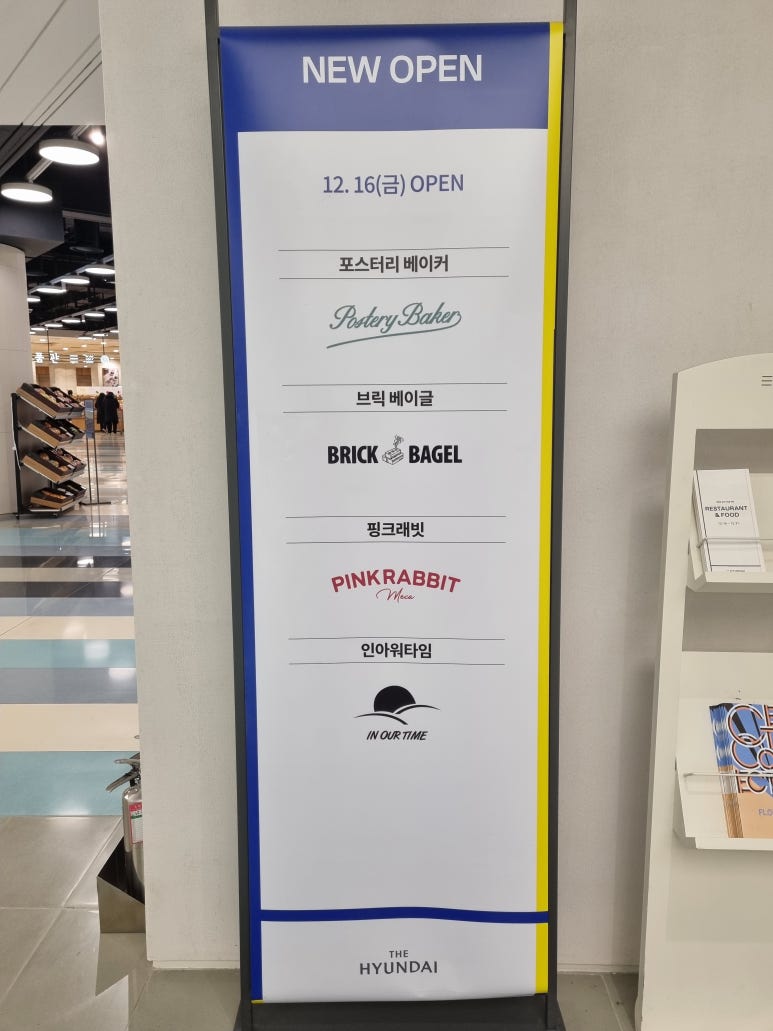 NEW OPEN
12. 16(금) OPEN
포스터리 베이커
Postery Baker
브릭 베이글
BRICK BAGEL
핑크래빗
PINKRABBIT
Meca
인아워타임
IN OUR TIME
THE
HYUNDAI
RESTAURANT
& FOOD